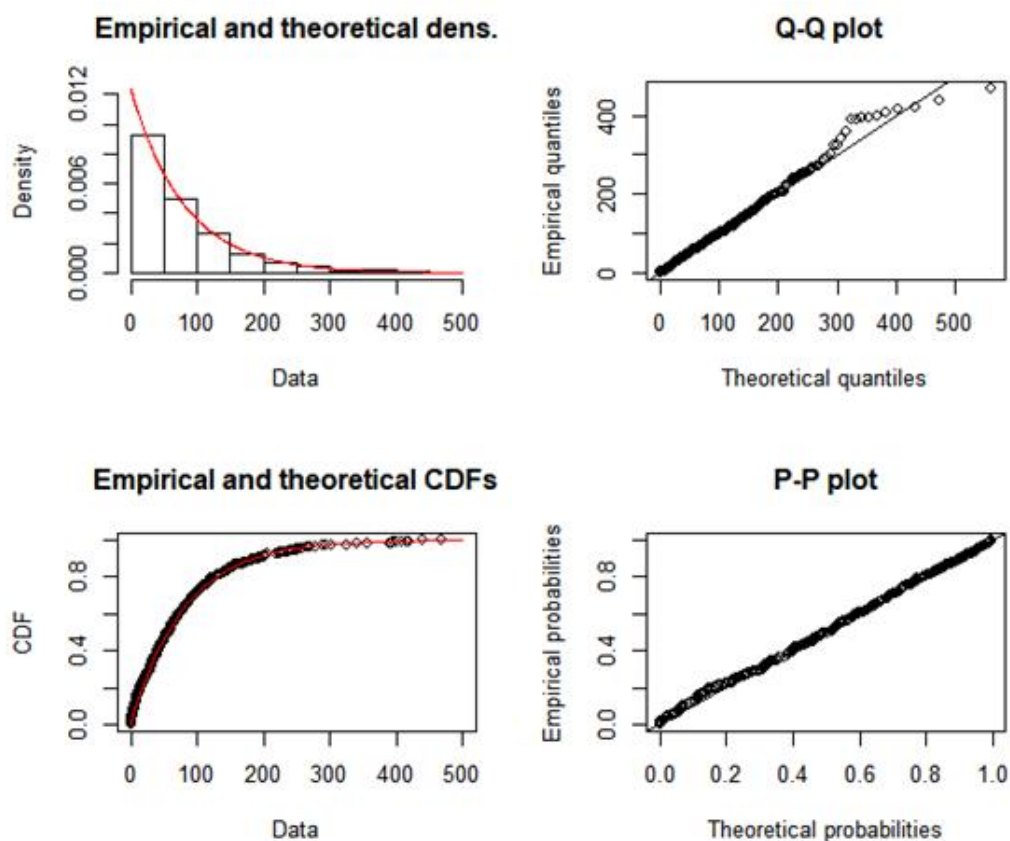 Empirical and theoretical dens.
Density
0.000 0.006 0.012
0 100 200 300 400 500
Data
Q-Q plot
Empirical quantiles
0 200 400
0 100 200 300 400 500
Theoretical quantiles
Empirical and theoretical CDFs
CDF
0.0 0.4 0.8
0 100 200 300 400 500
Data
P-P plot
Empirical probabilities
0.0 0.4 0.8
0.0 0.2 0.4 0.6 0.8 1.0
Theoretical probabilities